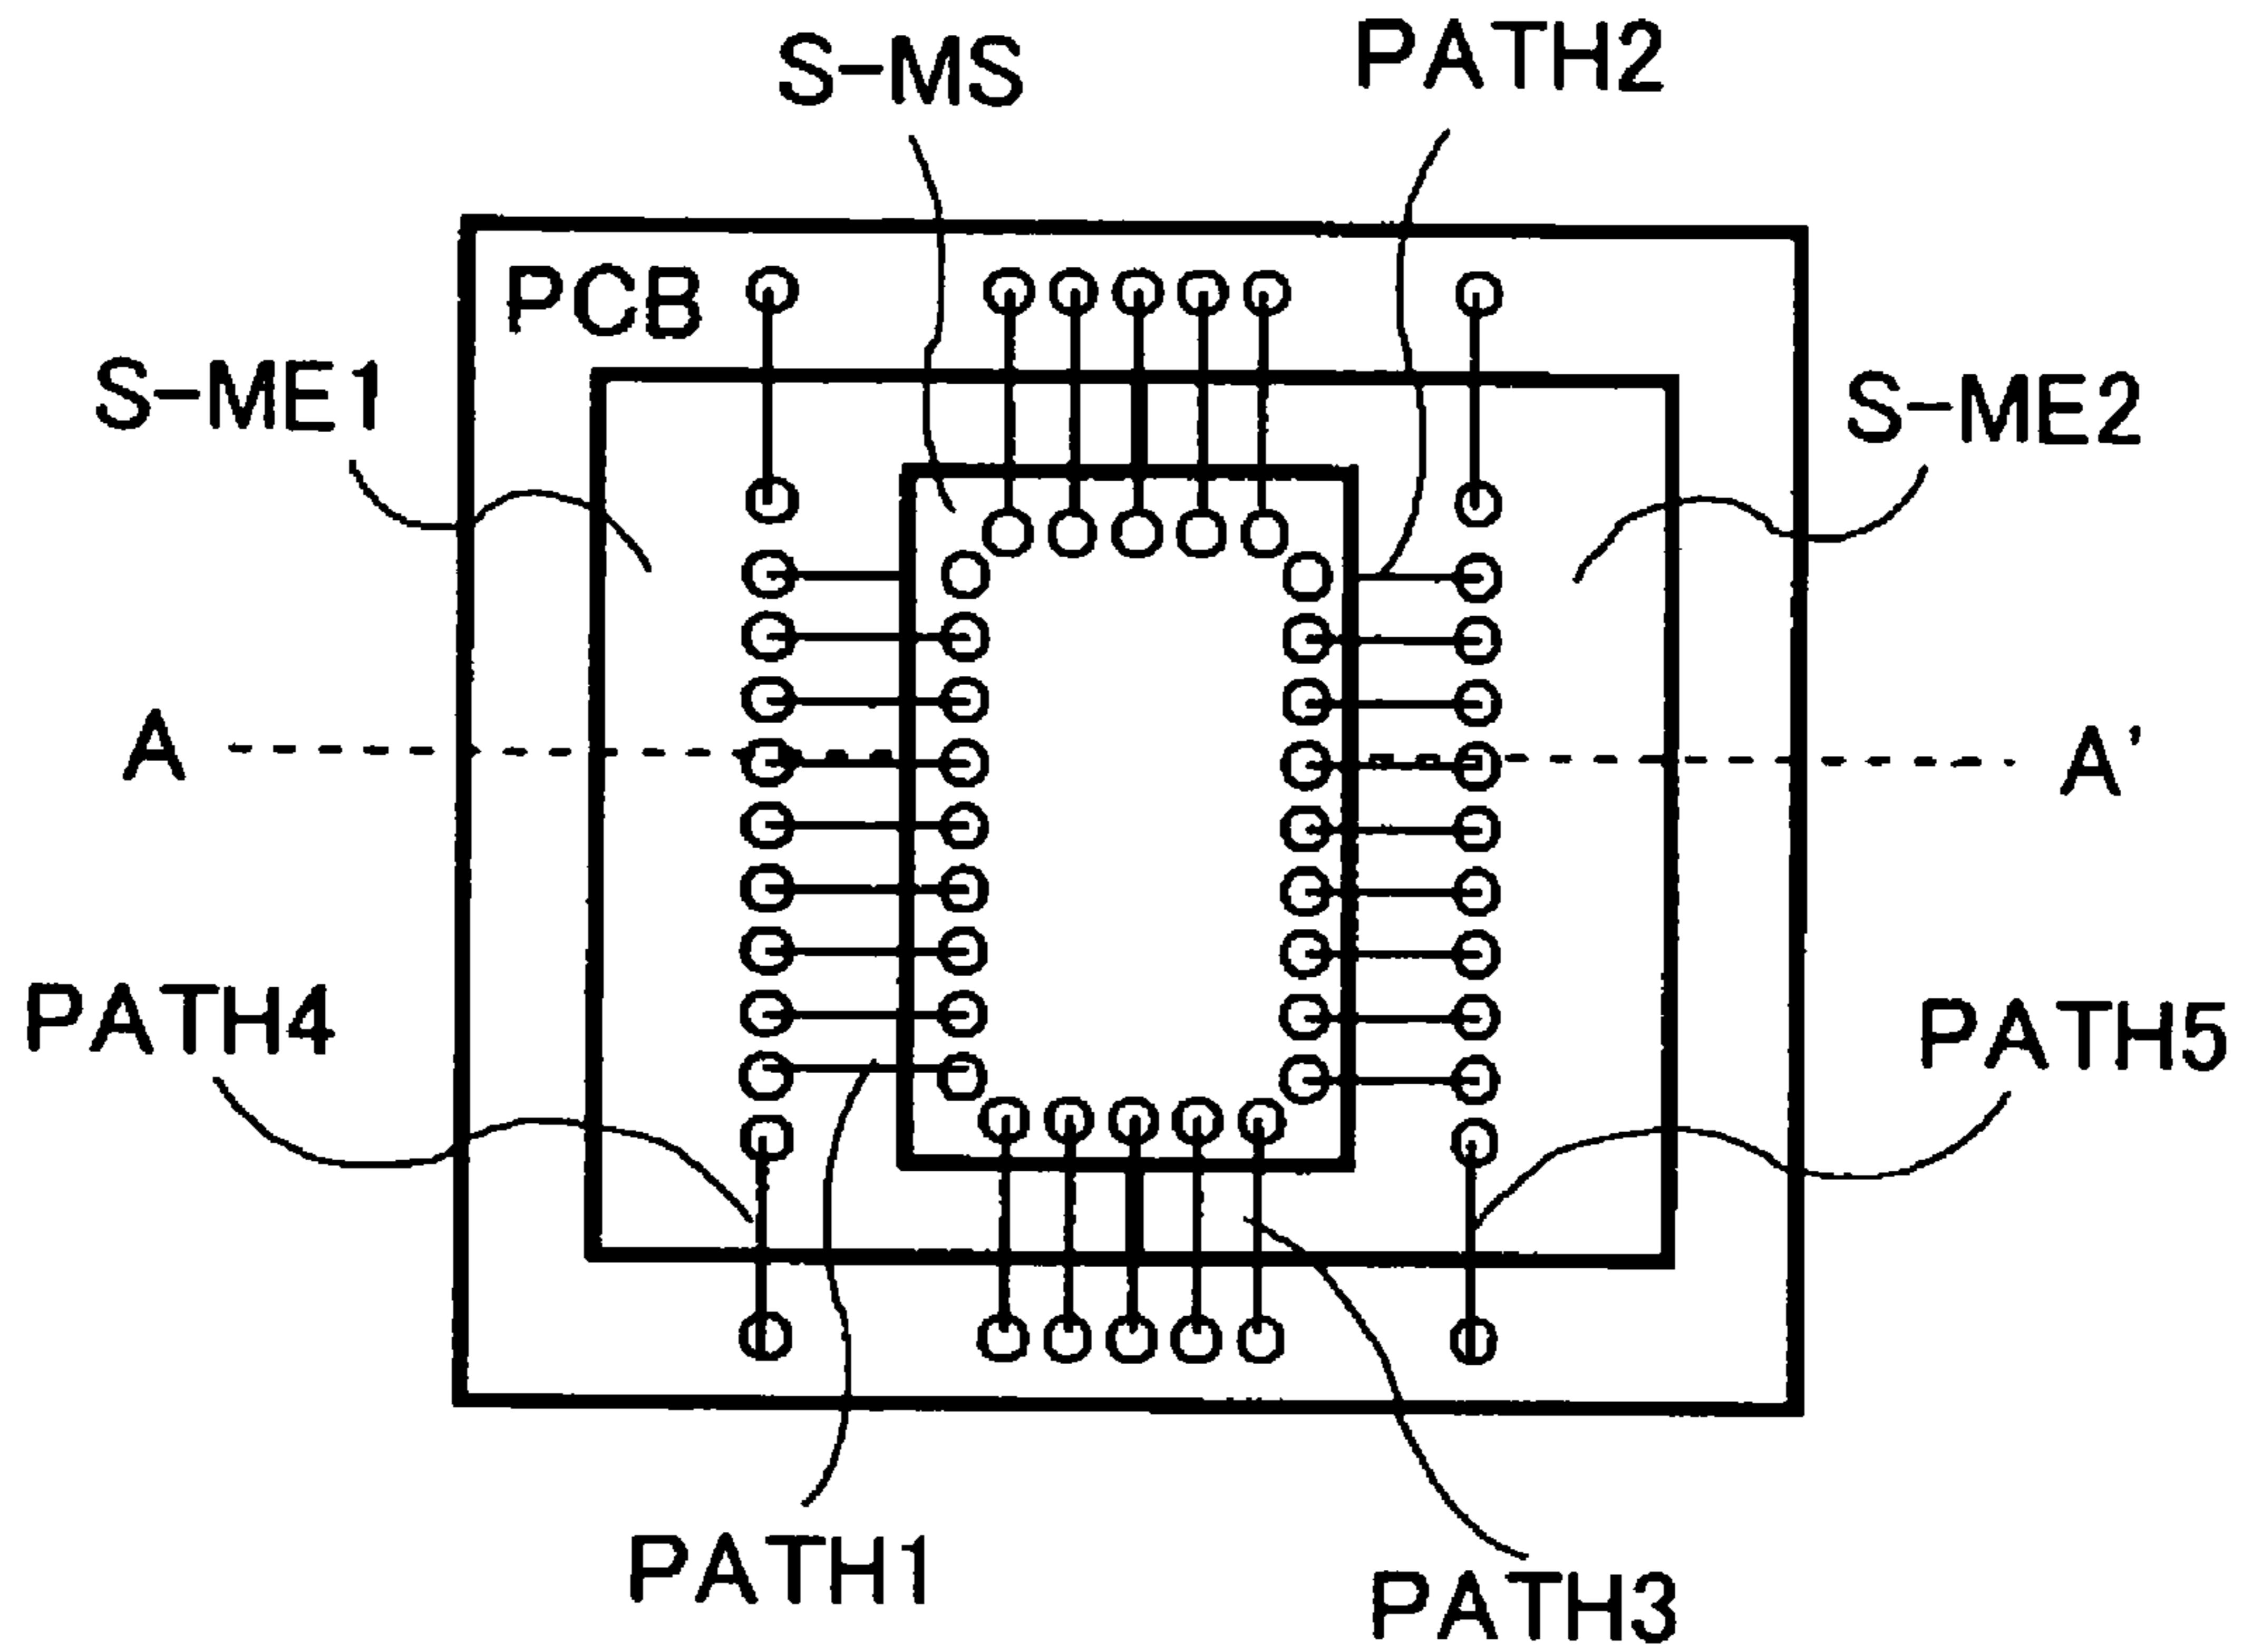 S-MS
PATH2
PCB
S-ME1
S-ME2
A
A'
PATH4
PATH5
PATH1
PATH3